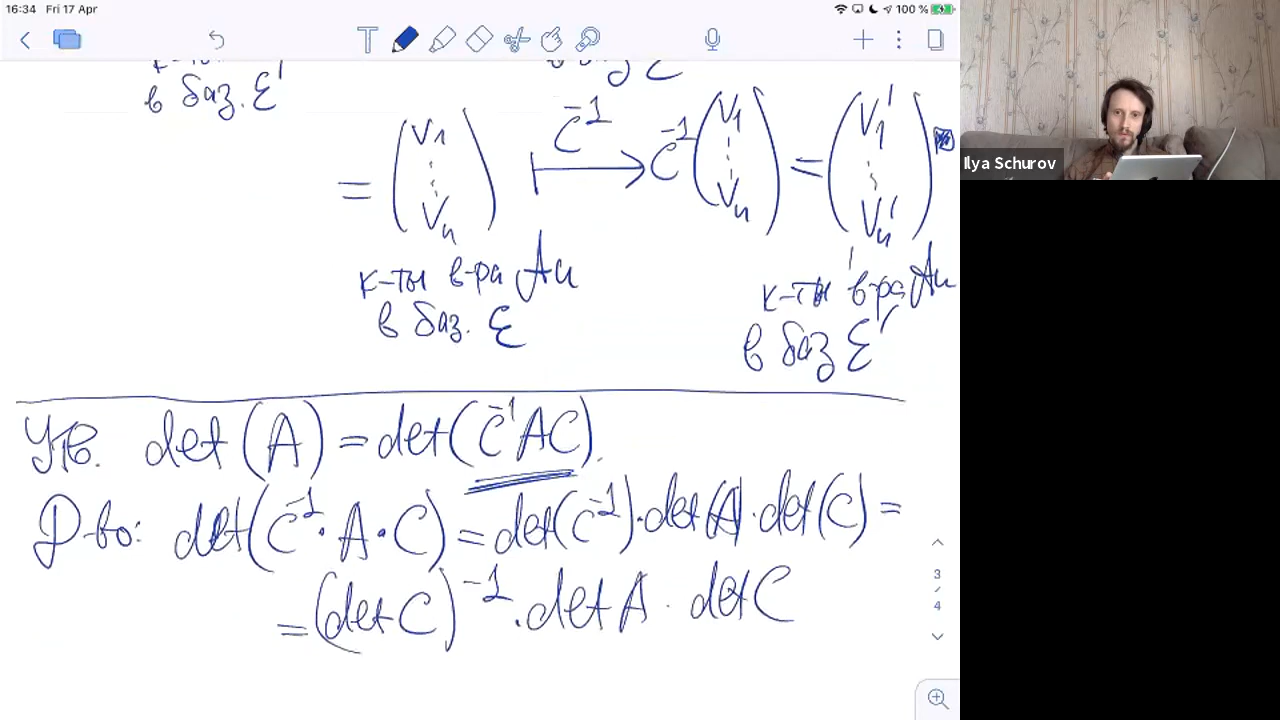 16:34 Fri 17 Apr
100 %
в баз. Ɛ'
= (v₁ ⋮ vₙ) ↦ C⁻¹ C⁻¹ (v₁ ⋮ vₙ) = (v₁' ⋮ vₙ')
к-ты в-ра Au
в баз. Ɛ
к-ты в-ра Au
в баз Ɛ'
Утв. det(A) = det(C⁻¹AC).
Д-во: det(C⁻¹·A·C) = det(C⁻¹)·det(A)·det(C) =
= (det C)⁻¹·det A·det C
3
/
4
Ilya Schurov